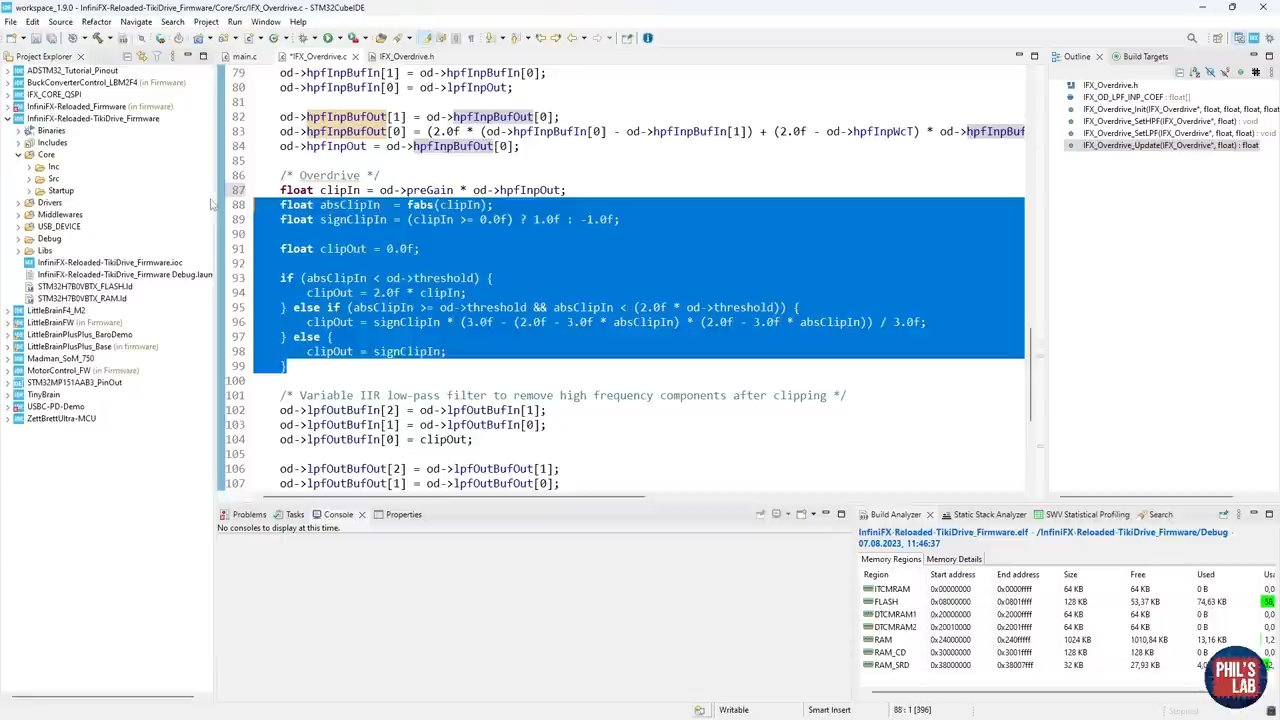 workspace_1.9.0 - InfiniFX-Reloaded-TikiDrive_Firmware/Core/Src/IFX_Overdrive.c - STM32CubeIDE
File Edit Source Refactor Navigate Search Project Run Window Help
Project Explorer
main.c *IFX_Overdrive.c IFX_Overdrive.h
Outline Build Targets
ADSTM32_Tutorial_Pinout
BuckConverterControl_LBM2F4 (in Firmware)
IFX_CORE_QSPI
InfiniFX-Reloaded_Firmware (in firmware)
InfiniFX-Reloaded-TikiDrive_Firmware
Binaries
Includes
Core
Inc
Src
Startup
Drivers
Middlewares
USB_DEVICE
Debug
Libs
InfiniFX-Reloaded-TikiDrive_Firmware.ioc
InfiniFX-Reloaded-TikiDrive_Firmware Debug.laun
STM32H7B0VBTX_FLASH.ld
STM32H7B0VBTX_RAM.ld
LittleBrainF4_M2
LittleBrainFW (in Firmware)
LittleBrainPlusPlus_BaroDemo
LittleBrainPlusPlus_Base (in firmware)
Madman_SoM_750
MotorControl_FW (in Firmware)
STM32MP151AAB3_PinOut
TinyBrain
USBC-PD-Demo
ZettBrettUltra-MCU
79 od->hpfInpBufIn[1] = od->hpfInpBufIn[0];
80 od->hpfInpBufIn[0] = od->lpfInpOut;
81
82 od->hpfInpBufOut[1] = od->hpfInpBufOut[0];
83 od->hpfInpBufOut[0] = (2.0f * (od->hpfInpBufIn[0] - od->hpfInpBufIn[1]) + (2.0f - od->hpfInpWcT) * od->hpfInpBuf
84 od->hpfInpOut = od->hpfInpBufOut[0];
85
86 /* Overdrive */
87 float clipIn = od->preGain * od->hpfInpOut;
88 float absClipIn = fabs(clipIn);
89 float signClipIn = (clipIn >= 0.0f) ? 1.0f : -1.0f;
90
91 float clipOut = 0.0f;
92
93 if (absClipIn < od->threshold) {
94 clipOut = 2.0f * clipIn;
95 } else if (absClipIn >= od->threshold && absClipIn < (2.0f * od->threshold)) {
96 clipOut = signClipIn * (3.0f - (2.0f - 3.0f * absClipIn) * (2.0f - 3.0f * absClipIn)) / 3.0f;
97 } else {
98 clipOut = signClipIn;
99 }
100
101 /* Variable IIR low-pass filter to remove high frequency components after clipping */
102 od->lpfOutBufIn[2] = od->lpfOutBufIn[1];
103 od->lpfOutBufIn[1] = od->lpfOutBufIn[0];
104 od->lpfOutBufIn[0] = clipOut;
105
106 od->lpfOutBufOut[2] = od->lpfOutBufOut[1];
107 od->lpfOutBufOut[1] = od->lpfOutBufOut[0];
IFX_Overdrive.h
IFX_OD_LPF_INP_COEF : float[]
IFX_Overdrive_Init(IFX_Overdrive*, float, float, float, float
IFX_Overdrive_SetHPF(IFX_Overdrive*, float) : void
IFX_Overdrive_SetLPF(IFX_Overdrive*, float, float) : void
IFX_Overdrive_Update(IFX_Overdrive*, float) : float
Problems Tasks Console Properties
No consoles to display at this time.
Build Analyzer Static Stack Analyzer SWV Statistical Profiling Search
InfiniFX-Reloaded-TikiDrive_Firmware.elf - /InfiniFX-Reloaded-TikiDrive_Firmware/Debug -
07.08.2023, 11:46:37
Memory Regions Memory Details
Region Start address End address Size Free Used Usa
ITCMRAM 0x00000000 0x0000ffff 64 KB 64 KB 0 B 0,0
FLASH 0x08000000 0x0801ffff 128 KB 53,37 KB 74,63 KB 58,
DTCMRAM1 0x20000000 0x2000ffff 64 KB 64 KB 0 B 0,0
DTCMRAM2 0x20010000 0x2001ffff 64 KB 64 KB 0 B 0,0
RAM 0x24000000 0x240fffff 1024 KB 1010,84 KB 13,16 KB 1,2
RAM_CD 0x30000000 0x3001ffff 128 KB 128 KB 0 B
RAM_SRD 0x38000000 0x38007fff 32 KB 27,93 KB
PHIL'S
LAB
Writable Smart Insert 88 : 1 [396] Stopped